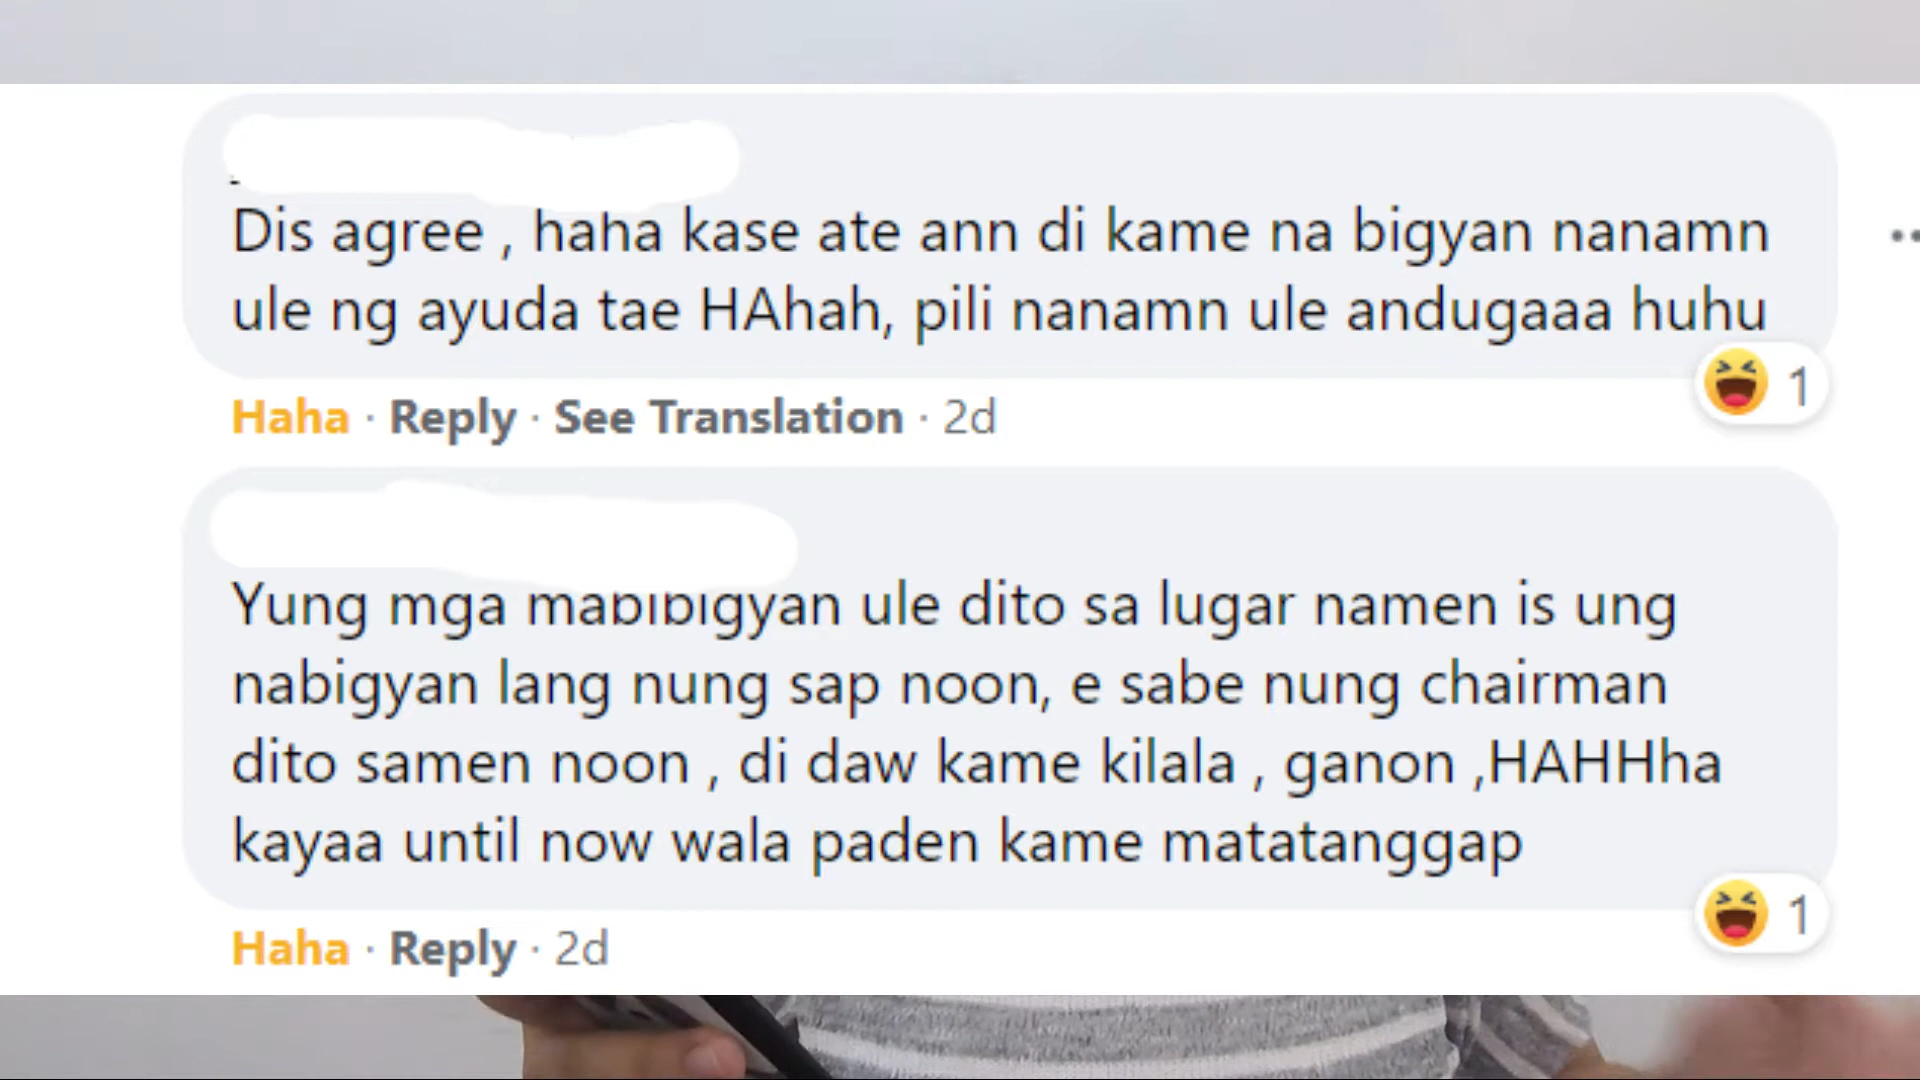 Dis agree , haha kase ate ann di kame na bigyan nanamn
ule ng ayuda tae HAhah, pili nanamn ule andugaaa huhu
1
Haha · Reply · See Translation · 2d
Yung mga mabibigyan ule dito sa lugar namen is ung
nabigyan lang nung sap noon, e sabe nung chairman
dito samen noon , di daw kame kilala , ganon ,HAHHha
kayaa until now wala paden kame matatanggap
1
Haha · Reply · 2d